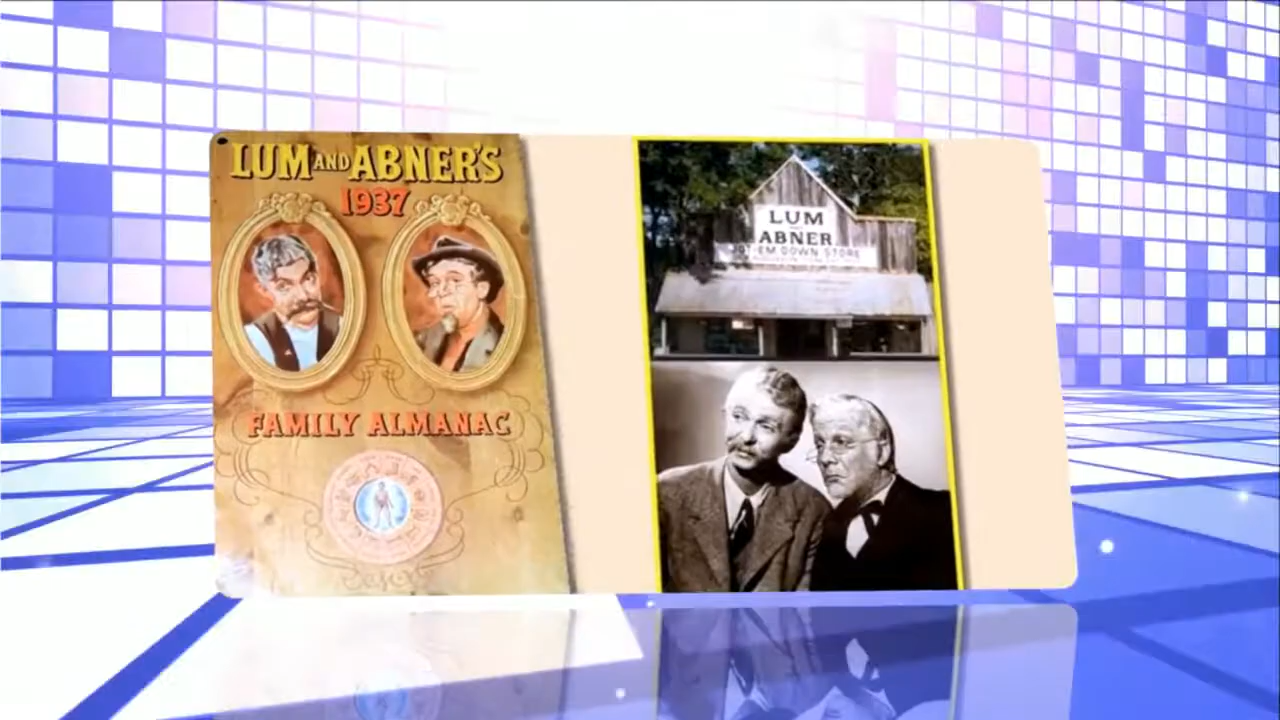 LUM AND ABNER'S
1937
FAMILY ALMANAC
LUM
ABNER
JOT-EM DOWN STORE